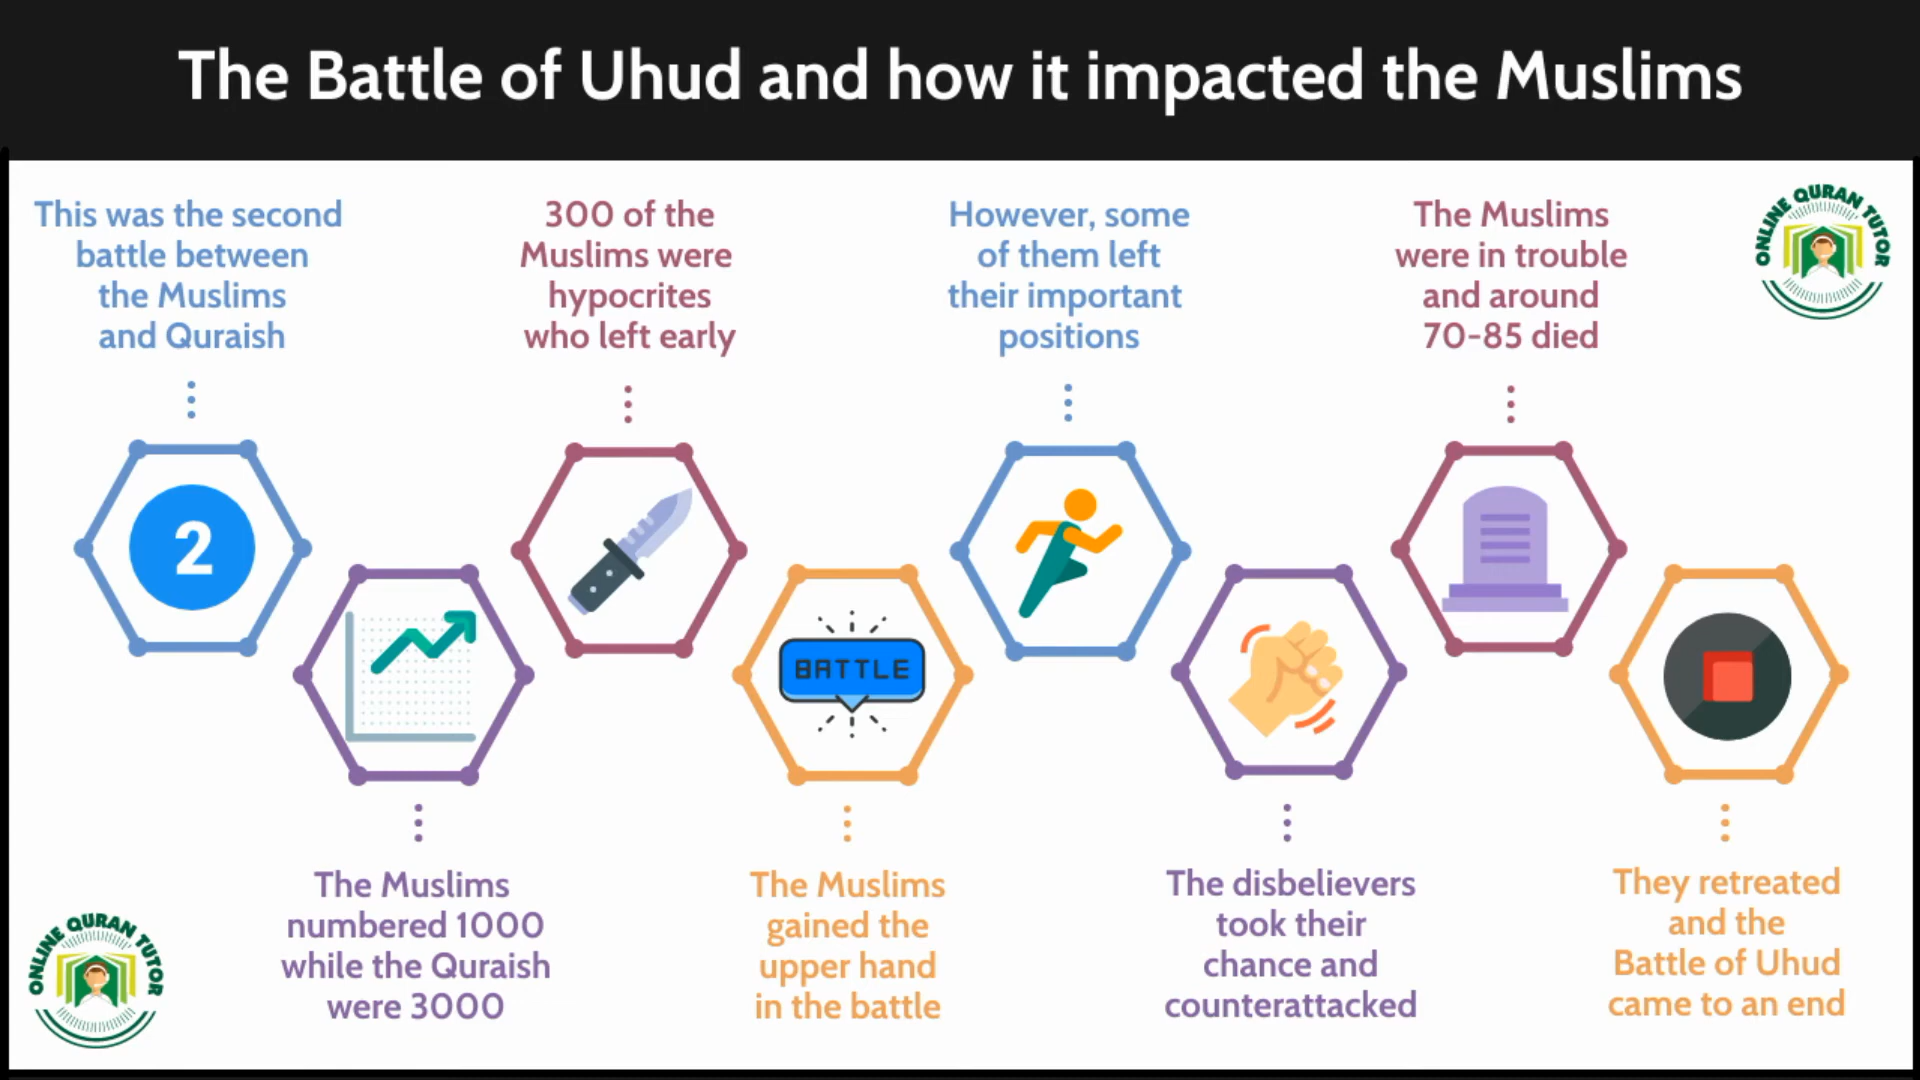 The Battle of Uhud and how it impacted the Muslims
This was the second
battle between
the Muslims
and Quraish
300 of the
Muslims were
hypocrites
who left early
However, some
of them left
their important
positions
The Muslims
were in trouble
and around
70-85 died
ONLINE QURAN TUTOR
2
BATTLE
The Muslims
numbered 1000
while the Quraish
were 3000
The Muslims
gained the
upper hand
in the battle
The disbelievers
took their
chance and
counterattacked
They retreated
and the
Battle of Uhud
came to an end
ONLINE QURAN TUTOR